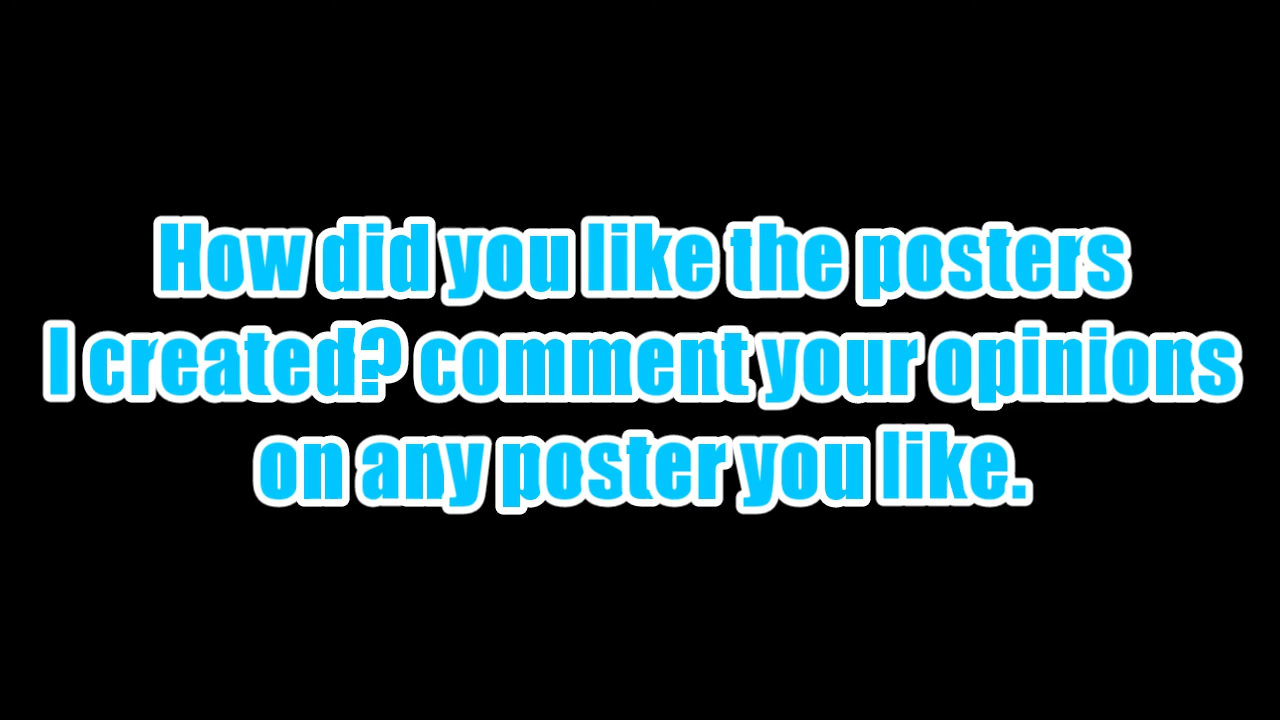 How did you like the posters
I created? comment your opinions
on any poster you like.